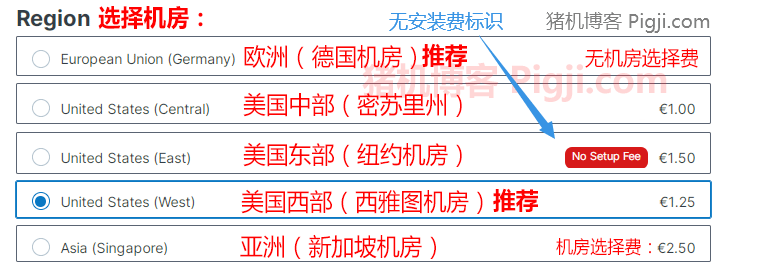 Region 选择机房：
无安装费标识
猪机博客 Pigji.com
European Union (Germany) 欧洲（德国机房）推荐 无机房选择费
猪机博客 Pigji.com
United States (Central) 美国中部（密苏里州） €1.00
United States (East) 美国东部（纽约机房） No Setup Fee €1.50
United States (West) 美国西部（西雅图机房）推荐 €1.25
Asia (Singapore) 亚洲（新加坡机房） 机房选择费：€2.50